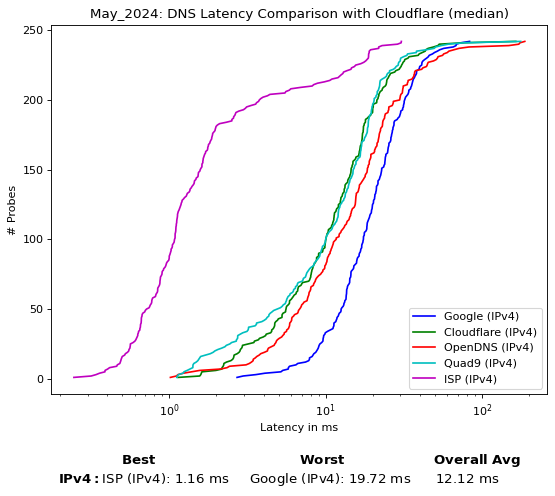 May_2024: DNS Latency Comparison with Cloudflare (median)
250
200
150
100
50
0
# Probes
10⁰
10¹
10²
Latency in ms
Google (IPv4)
Cloudflare (IPv4)
OpenDNS (IPv4)
Quad9 (IPv4)
ISP (IPv4)
Best Worst Overall Avg
IPv4: ISP (IPv4): 1.16 ms Google (IPv4): 19.72 ms 12.12 ms